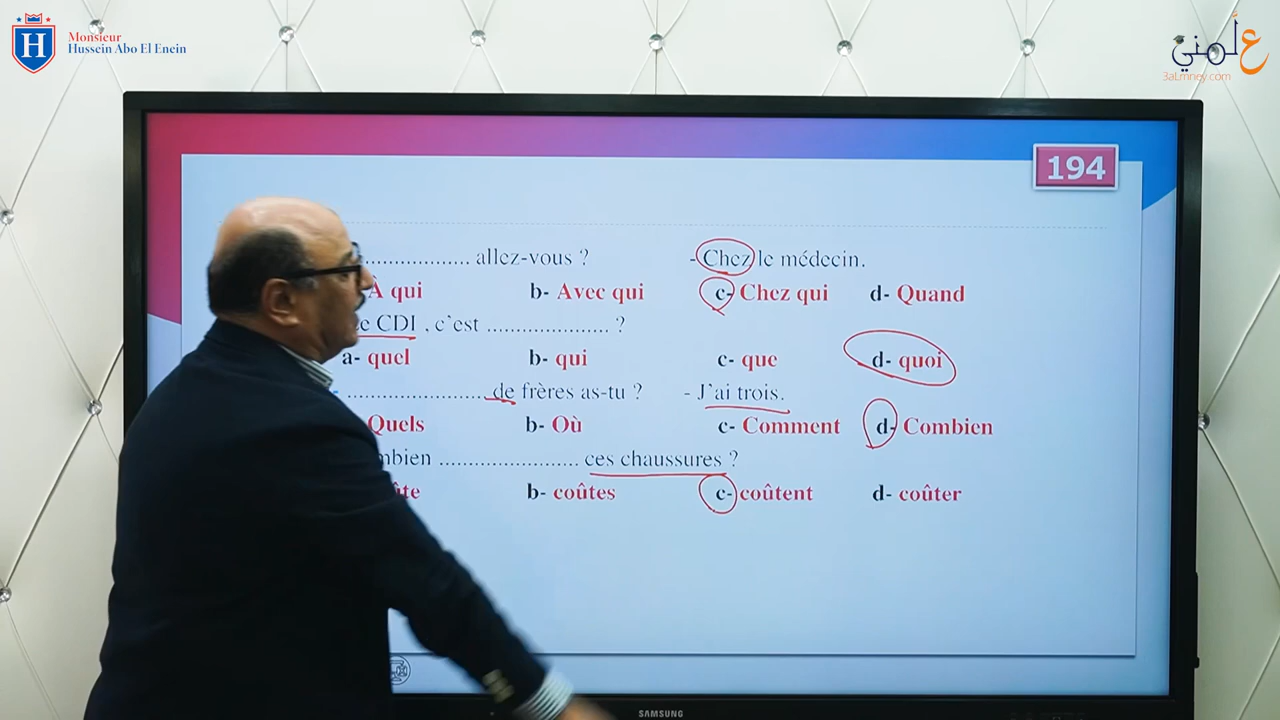 Monsieur
Hussein Abo El Enein
H
علمني
3aLmney.com
194
.................. allez-vous ? - Chez le médecin.
À qui b- Avec qui c- Chez qui d- Quand
CDI , c’est ..................... ?
a- quel b- qui c- que d- quoi
- ....................... de frères as-tu ? - J’ai trois.
Quels b- Où c- Comment d- Combien
....................... ces chaussures ?
b- coûtes c- coûtent d- coûter
SAMSUNG